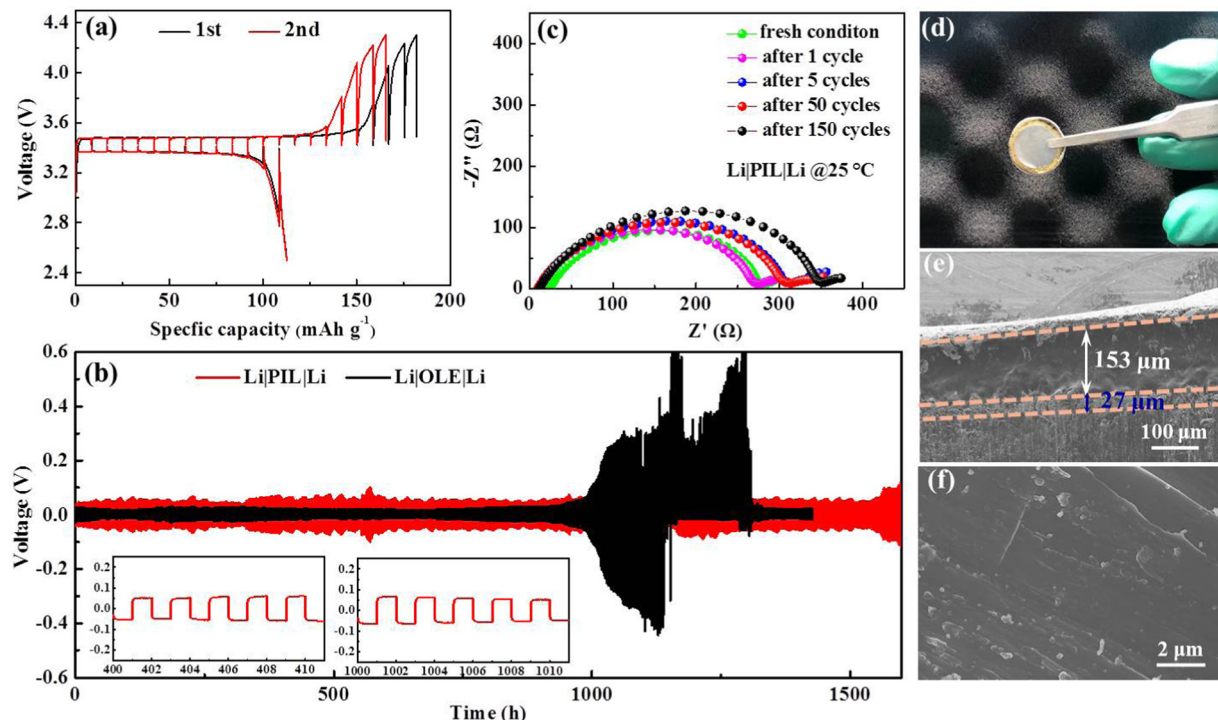 (a)
1st
2nd
4.4
4.0
3.6
3.2
2.8
2.4
Voltage (V)
0
50
100
150
200
Specfic capacity (mAh g⁻¹)
(c)
fresh conditon
after 1 cycle
after 5 cycles
after 50 cycles
after 150 cycles
Li|PIL|Li @25 °C
400
300
200
100
0
-Z'' (Ω)
0
100
200
300
400
500
Z' (Ω)
(d)
(b)
Li|PIL|Li
Li|OLE|Li
0.6
0.4
0.2
0.0
-0.2
-0.4
-0.6
Voltage (V)
0.2
0.1
0.0
-0.1
-0.2
400 402 404 406 408 410
0.2
0.1
0.0
-0.1
-0.2
1000 1002 1004 1006 1008 1010
0
500
1000
1500
Time (h)
(e)
153 µm
27 µm
100 µm
(f)
2 µm